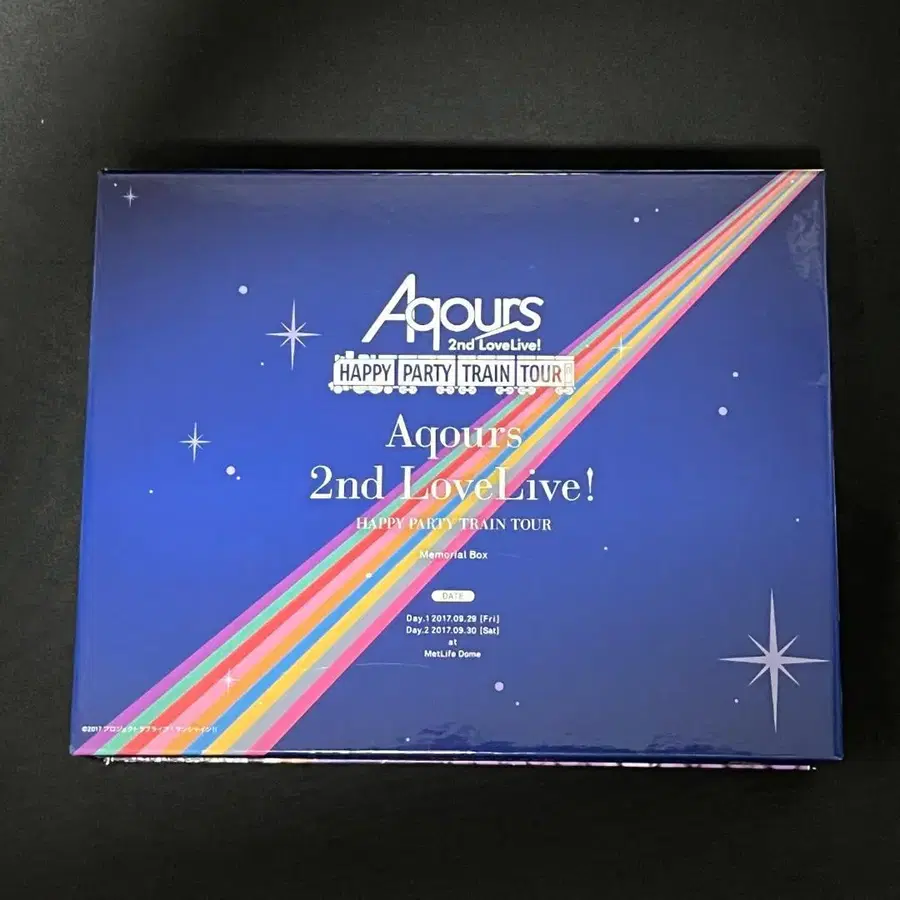 Aqours
2nd LoveLive!
HAPPY PARTY TRAIN TOUR
Aqours
2nd LoveLive!
HAPPY PARTY TRAIN TOUR
Memorial Box
DATE
Day.1 2017.09.29 [Fri]
Day.2 2017.09.30 [Sat]
at
MetLife Dome
©2017 プロジェクトラブライブ！サンシャイン!!